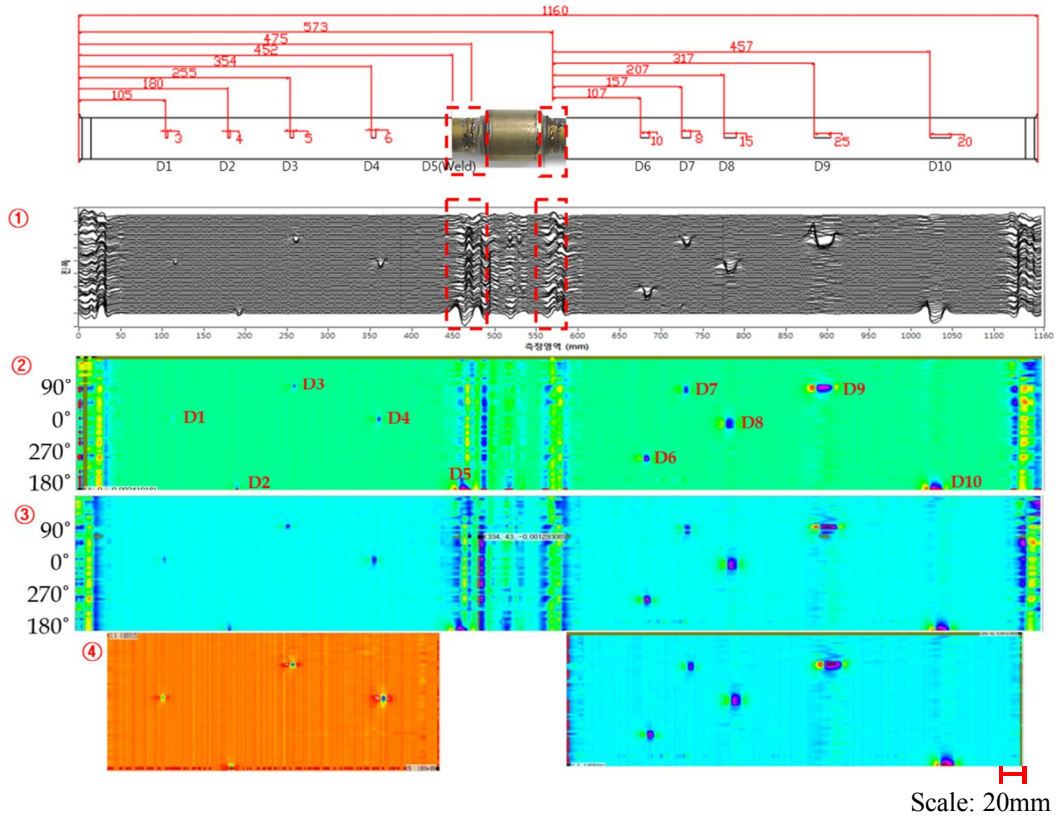 1160
573
475
452
354
255
180
105
457
317
207
157
107
3
4
5
6
10
8
15
25
20
D1
D2
D3
D4
D5(Weld)
D6
D7
D8
D9
D10
①
진폭
0
50
100
150
200
250
300
350
400
450
500
550
600
650
700
750
800
850
900
950
1000
1050
1100
1160
측정영역 (mm)
②
90°
0°
270°
180°
D3
D1
D4
D2
D5
D7
D9
D8
D6
D10
③
90°
0°
270°
180°
④
Scale: 20mm